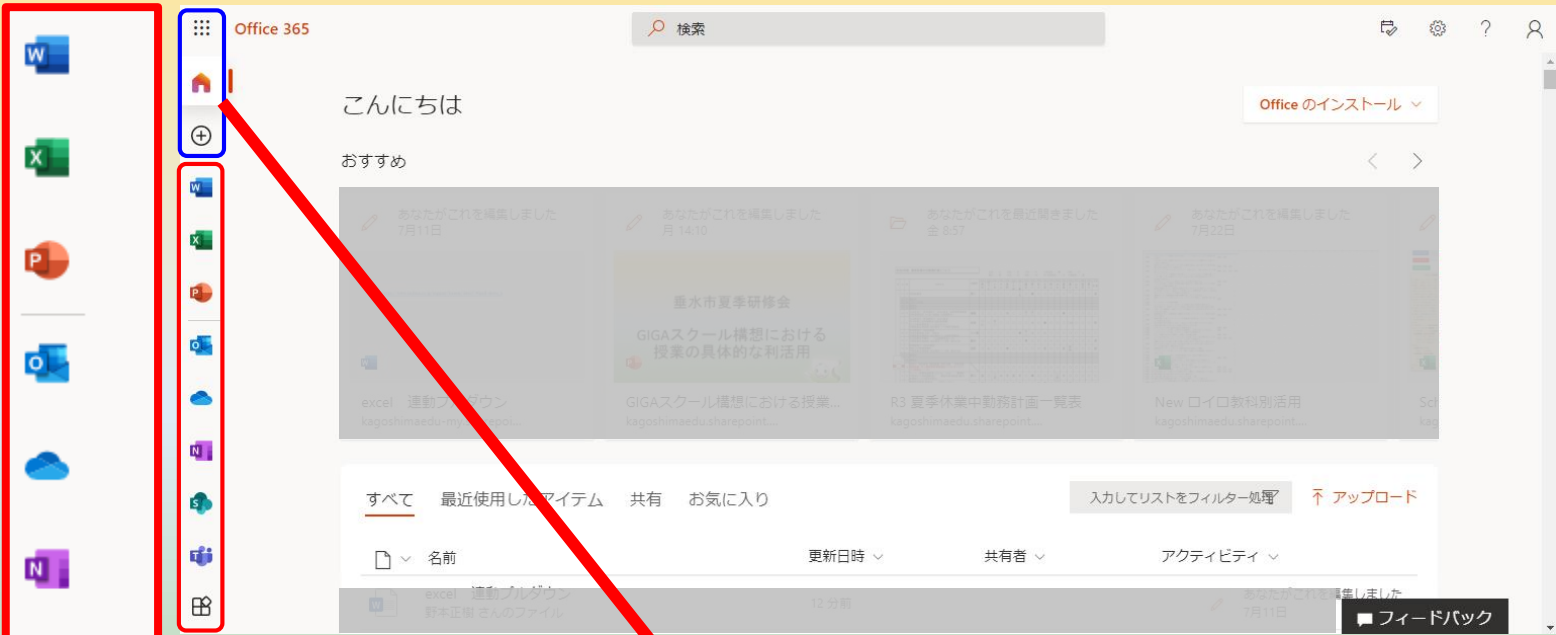 Office 365
検索
こんにちは
Office のインストール
おすすめ
あなたがこれを編集しました
7月11日
あなたがこれを編集しました
月 14:10
あなたがこれを最近開きました
金 8:57
あなたがこれを編集しました
7月22日
垂水市夏季研修会
GIGAスクール構想における
授業の具体的な利活用
excel 連動プルダウン
kagoshimaedu-my.sharepoi...
GIGAスクール構想における授業...
kagoshimaedu.sharepoint...
R3 夏季休業中勤務計画一覧表
kagoshimaedu.sharepoint...
New ロイロ教科別活用
kagoshimaedu.sharepoint...
すべて 最近使用したアイテム 共有 お気に入り
入力してリストをフィルター処理 アップロード
名前 更新日時 共有者 アクティビティ
excel 連動プルダウン
野本正樹 さんのファイル
12 分前
あなたがこれを編集しました
7月11日
フィードバック